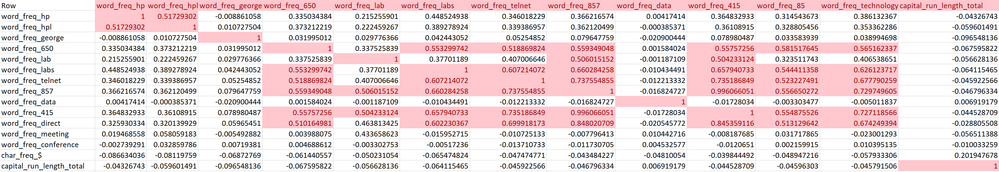 Row word_freq_hp word_freq_hpl word_freq_george word_freq_650 word_freq_lab word_freq_labs word_freq_telnet word_freq_857 word_freq_data word_freq_415 word_freq_85 word_freq_technology capital_run_length_total
word_freq_hp 1 0.51729302 -0.008861058 0.335034384 0.215255901 0.448524938 0.346018229 0.366216574 0.00417414 0.364832933 0.314543673 0.386132367 -0.04326743
word_freq_hpl 0.51729302 1 0.010727504 0.373212219 0.222459267 0.389278924 0.339386957 0.362120499 -0.000385371 0.36108915 0.328805456 0.353362286 -0.059601491
word_freq_george -0.008861058 0.010727504 1 0.031995012 0.029776366 0.042443052 0.05254852 0.079647759 -0.020900444 0.078980487 0.033583939 0.038994698 -0.096548136
word_freq_650 0.335034384 0.373212219 0.031995012 1 0.337525839 0.553299742 0.518869824 0.559349048 0.001584024 0.55757256 0.581517645 0.565162337 -0.067595822
word_freq_lab 0.215255901 0.222459267 0.029776366 0.337525839 1 0.37701189 0.407006646 0.506015152 -0.001187109 0.504233124 0.323511743 0.406538651 -0.056628136
word_freq_labs 0.448524938 0.389278924 0.042443052 0.553299742 0.37701189 1 0.607214072 0.660284258 -0.010434491 0.657940733 0.544411358 0.626123717 -0.064115465
word_freq_telnet 0.346018229 0.339386957 0.05254852 0.518869824 0.407006646 0.607214072 1 0.737554855 -0.012213332 0.735186849 0.523227491 0.677790259 -0.045922566
word_freq_857 0.366216574 0.362120499 0.079647759 0.559349048 0.506015152 0.660284258 0.737554855 1 -0.016824727 0.996066051 0.556650272 0.729749605 -0.046796334
word_freq_data 0.00417414 -0.000385371 -0.020900444 0.001584024 -0.001187109 -0.010434491 -0.012213332 -0.016824727 1 -0.01728034 -0.003303477 -0.005011837 0.006919179
word_freq_415 0.364832933 0.36108915 0.078980487 0.55757256 0.504233124 0.657940733 0.735186849 0.996066051 -0.01728034 1 0.554875526 0.727118566 -0.044528709
word_freq_direct 0.325930334 0.320139929 0.05965451 0.510164981 0.463813425 0.602230367 0.699918173 0.848020709 -0.020545772 0.845359116 0.513129642 0.674249394 -0.028805508
word_freq_meeting 0.019468558 0.058059183 -0.005492882 0.003988075 0.433658623 -0.015952715 -0.010725133 -0.007796413 0.010442716 -0.008187685 0.031717865 -0.023001293 -0.056511388
word_freq_conference -0.002739291 0.032859786 0.00719381 0.004688612 -0.003302753 -0.00517236 -0.013710733 -0.011730705 0.004532577 -0.0120651 0.002159915 0.010395135 -0.010033259
char_freq_$ -0.086634036 -0.08119759 -0.06872769 -0.061440557 -0.050231054 -0.065474824 -0.047474771 -0.043484227 -0.04810054 -0.039844492 -0.048947216 -0.057933306 0.201947678
capital_run_length_total -0.04326743 -0.059601491 -0.096548136 -0.067595822 -0.056628136 -0.064115465 -0.045922566 -0.046796334 0.006919179 -0.044528709 -0.04596303 -0.045791506 1